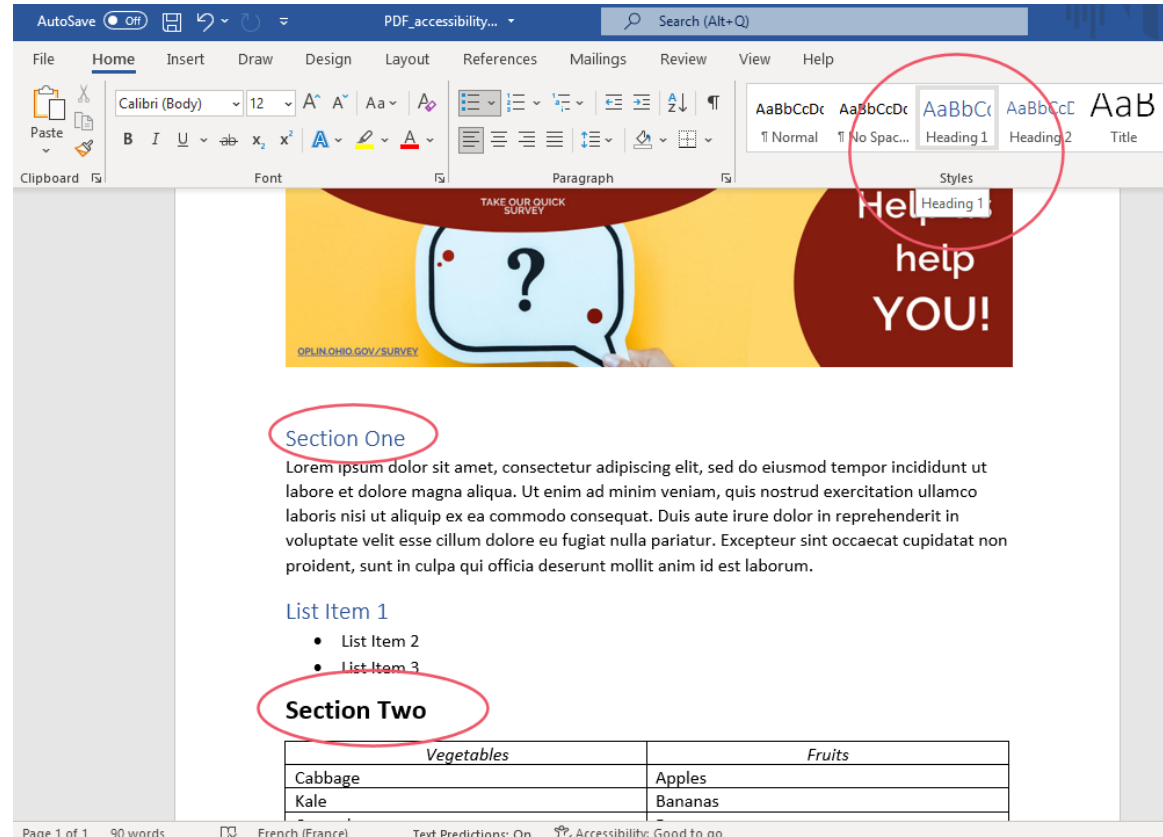 AutoSave Off PDF_accessibility... Search (Alt+Q)
File Home Insert Draw Design Layout References Mailings Review View Help
Paste Calibri (Body) 12 Aa
B I U ab x₂ x² A A
AaBbCcDc AaBbCcDc AaBbC AaBbCcE AaB
¶ Normal ¶ No Spac... Heading 1 Heading 2 Title
Clipboard Font Paragraph Styles
Heading 1
TAKE OUR QUICK
SURVEY
help
YOU!
OPLIN.OHIO.GOV/SURVEY
Section One
Lorem ipsum dolor sit amet, consectetur adipiscing elit, sed do eiusmod tempor incididunt ut
labore et dolore magna aliqua. Ut enim ad minim veniam, quis nostrud exercitation ullamco
laboris nisi ut aliquip ex ea commodo consequat. Duis aute irure dolor in reprehenderit in
voluptate velit esse cillum dolore eu fugiat nulla pariatur. Excepteur sint occaecat cupidatat non
proident, sunt in culpa qui officia deserunt mollit anim id est laborum.
List Item 1
• List Item 2
• List Item 3
Section Two
Vegetables Fruits
Cabbage Apples
Kale Bananas
Page 1 of 1 90 words French (France) Text Predictions: On Accessibility: Good to go